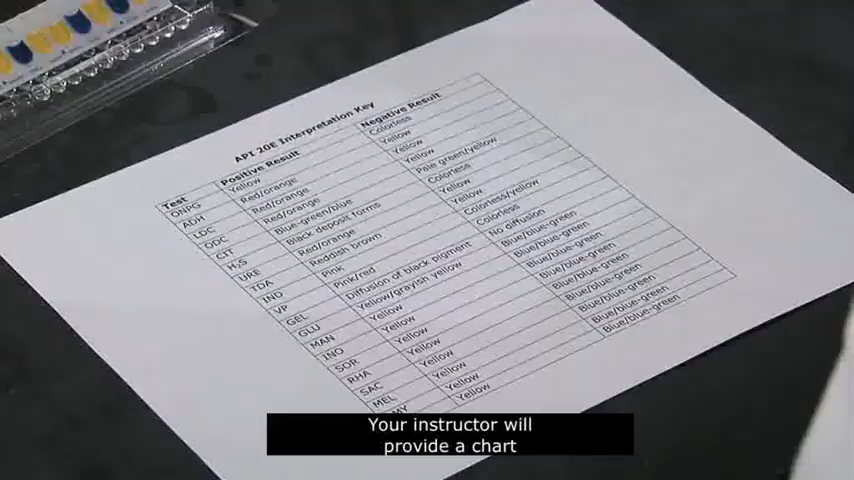 API 20E Interpretation Key
Test Positive Result Negative Result
ONPG Yellow Colorless
ADH Red/orange Yellow
LDC Red/orange Yellow
ODC Red/orange Yellow
CIT Blue-green/blue Pale green/yellow
H₂S Black deposit forms Colorless
URE Red/orange Yellow
TDA Reddish brown Yellow
IND Pink Colorless/yellow
VP Pink/red Colorless
GEL Diffusion of black pigment No diffusion
GLU Yellow/grayish yellow Blue/blue-green
MAN Yellow Blue/blue-green
INO Yellow Blue/blue-green
SOR Yellow Blue/blue-green
RHA Yellow Blue/blue-green
SAC Yellow Blue/blue-green
MEL Yellow Blue/blue-green
MY Yellow Blue/blue-green
Your instructor will
provide a chart